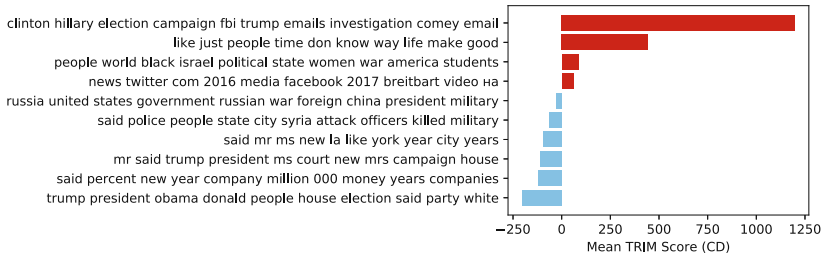 clinton hillary election campaign fbi trump emails investigation comey email
like just people time don know way life make good
people world black israel political state women war america students
news twitter com 2016 media facebook 2017 breitbart video на
russia united states government russian war foreign china president military
said police people state city syria attack officers killed military
said mr ms new la like york year city years
mr said trump president ms court new mrs campaign house
said percent new year company million 000 money years companies
trump president obama donald people house election said party white
−250 0 250 500 750 1000 1250
Mean TRIM Score (CD)